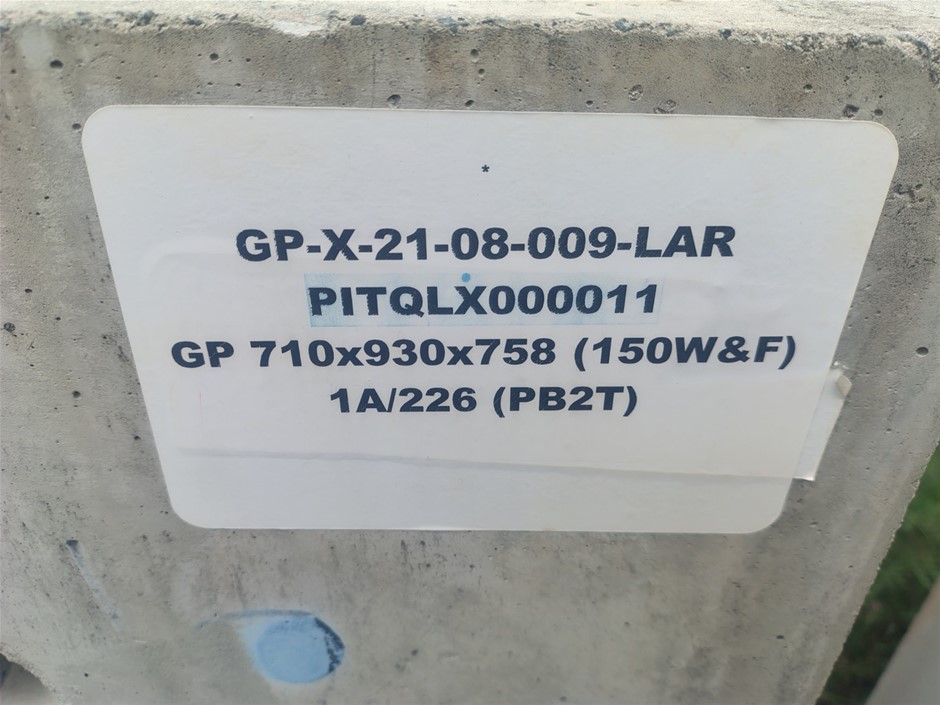 *
GP-X-21-08-009-LAR
PITQLX000011
GP 710x930x758 (150W&F)
1A/226 (PB2T)